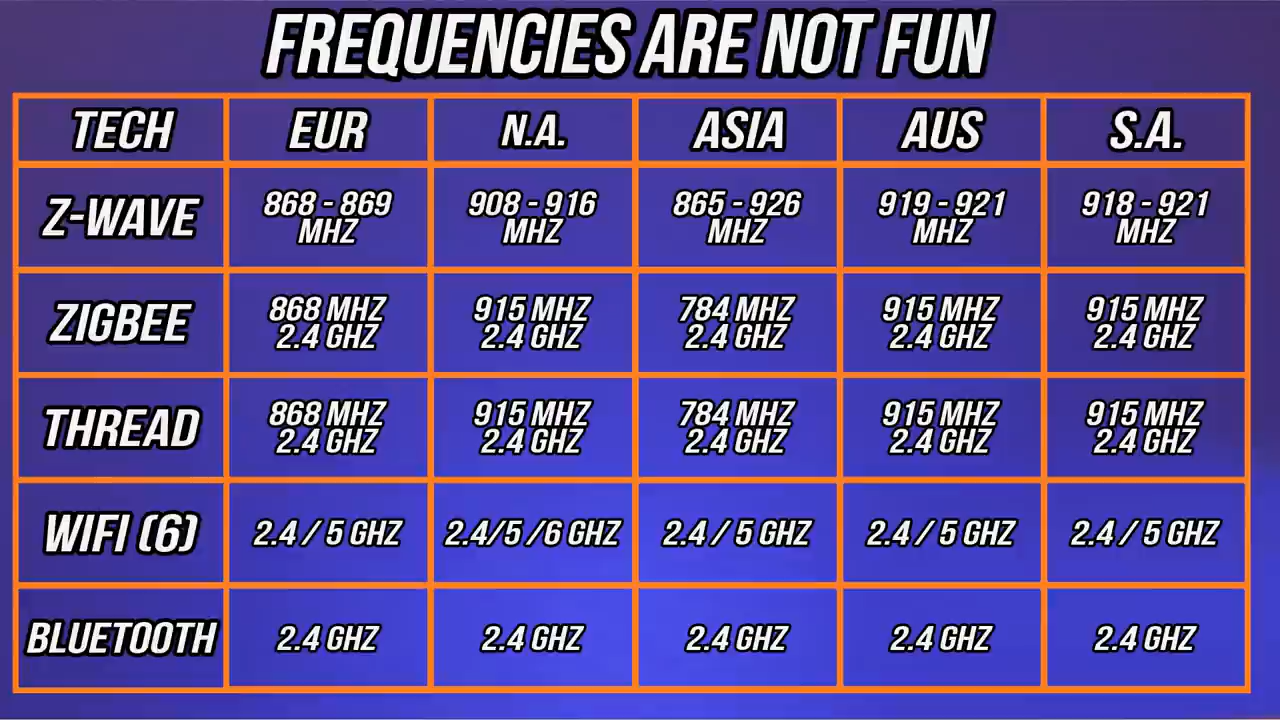 FREQUENCIES ARE NOT FUN
TECH
EUR
N.A.
ASIA
AUS
S.A.
Z-WAVE
868 - 869
MHZ
908 - 916
MHZ
865 - 926
MHZ
919 - 921
MHZ
918 - 921
MHZ
ZIGBEE
868 MHZ
2.4 GHZ
915 MHZ
2.4 GHZ
784 MHZ
2.4 GHZ
915 MHZ
2.4 GHZ
915 MHZ
2.4 GHZ
THREAD
868 MHZ
2.4 GHZ
915 MHZ
2.4 GHZ
784 MHZ
2.4 GHZ
915 MHZ
2.4 GHZ
915 MHZ
2.4 GHZ
WIFI (6)
2.4 / 5 GHZ
2.4/5 /6 GHZ
2.4 / 5 GHZ
2.4 / 5 GHZ
2.4 / 5 GHZ
BLUETOOTH
2.4 GHZ
2.4 GHZ
2.4 GHZ
2.4 GHZ
2.4 GHZ